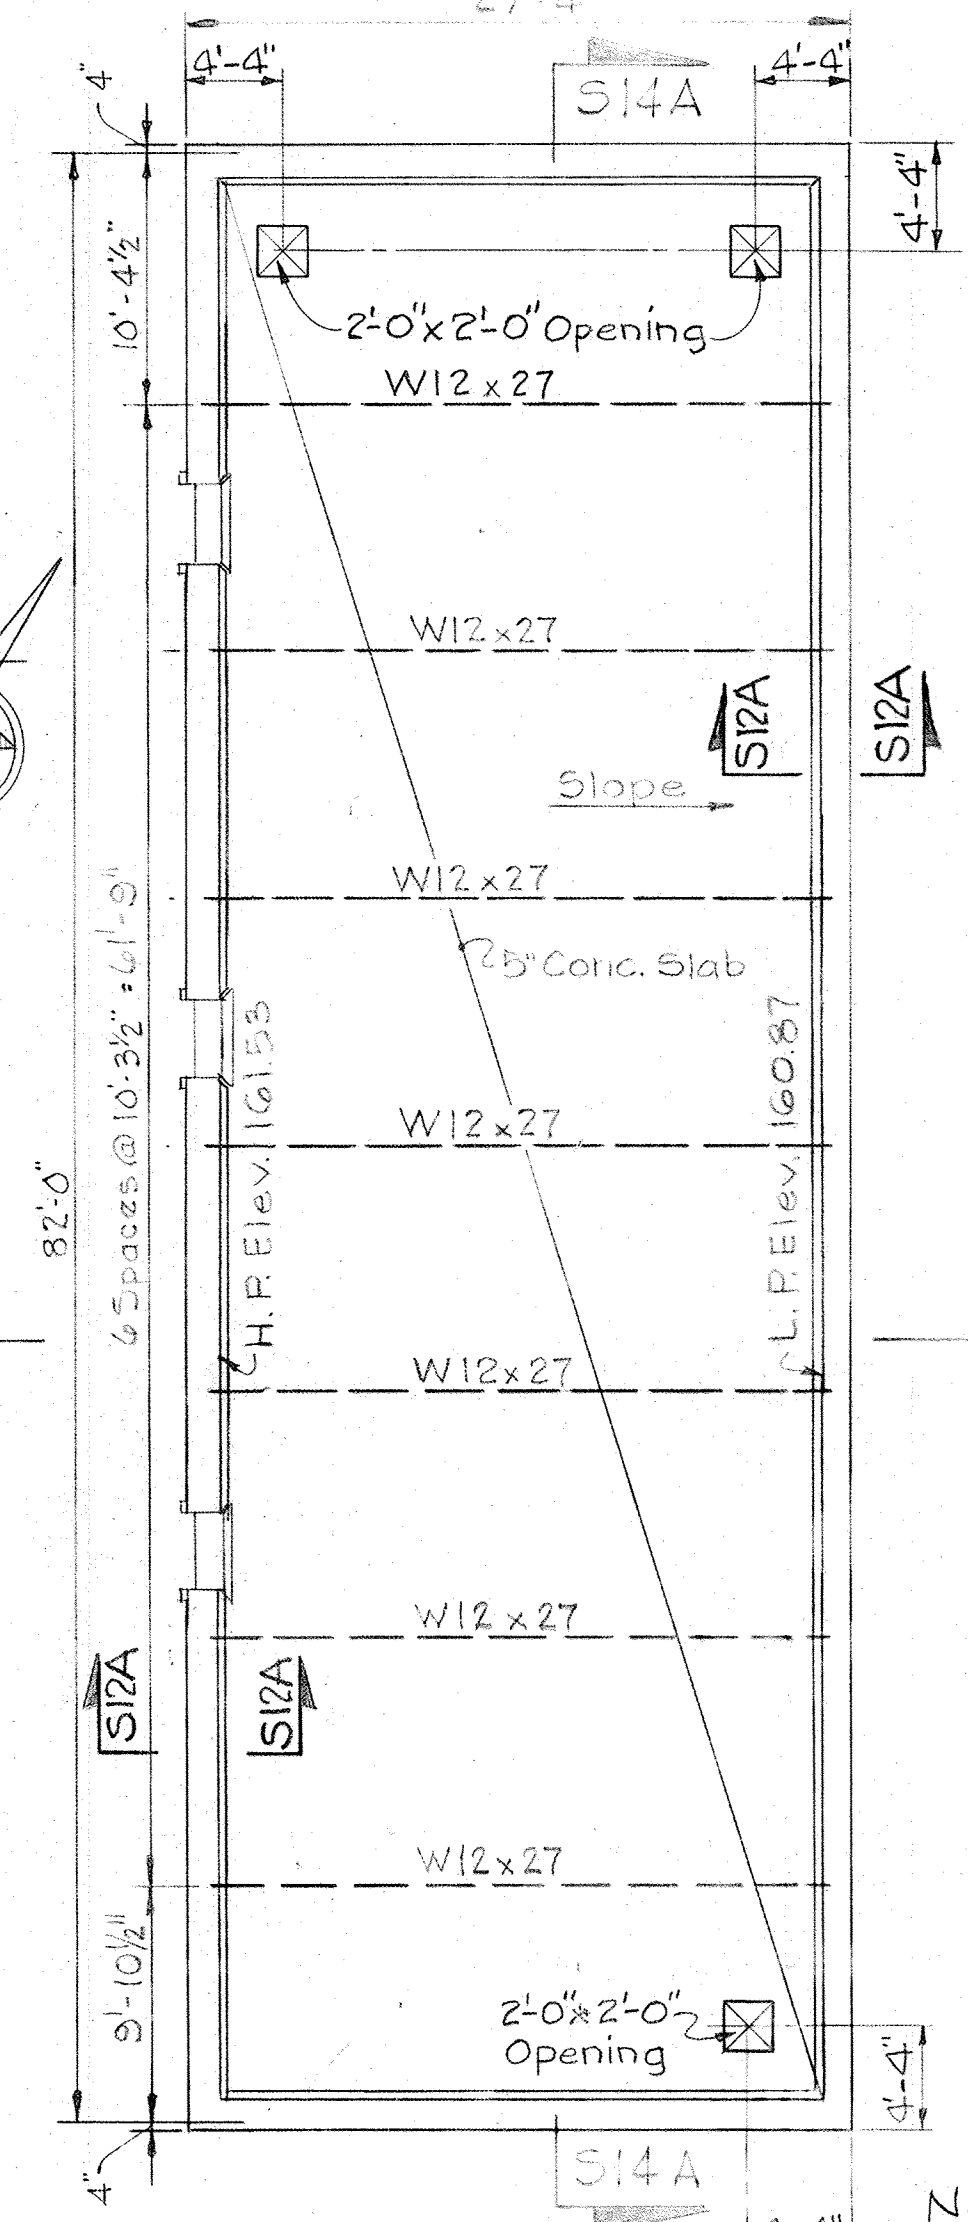 27'-4"
4'-4"
4'-4"
4"
S14A
4'-4"
10'-4½"
2'-0"x2'-0" Opening
W12x27
W12x27
S12A
S12A
Slope
W12x27
5" Conc. Slab
6 Spaces@10'-3½"=61'-9"
H.P. Elev. 161.53
L.P. Elev. 160.87
W12x27
82'-0"
W12x27
W12x27
S12A
S12A
W12x27
9'-10½"
2'-0"x2'-0"
Opening
4'-4"
4"
S14A